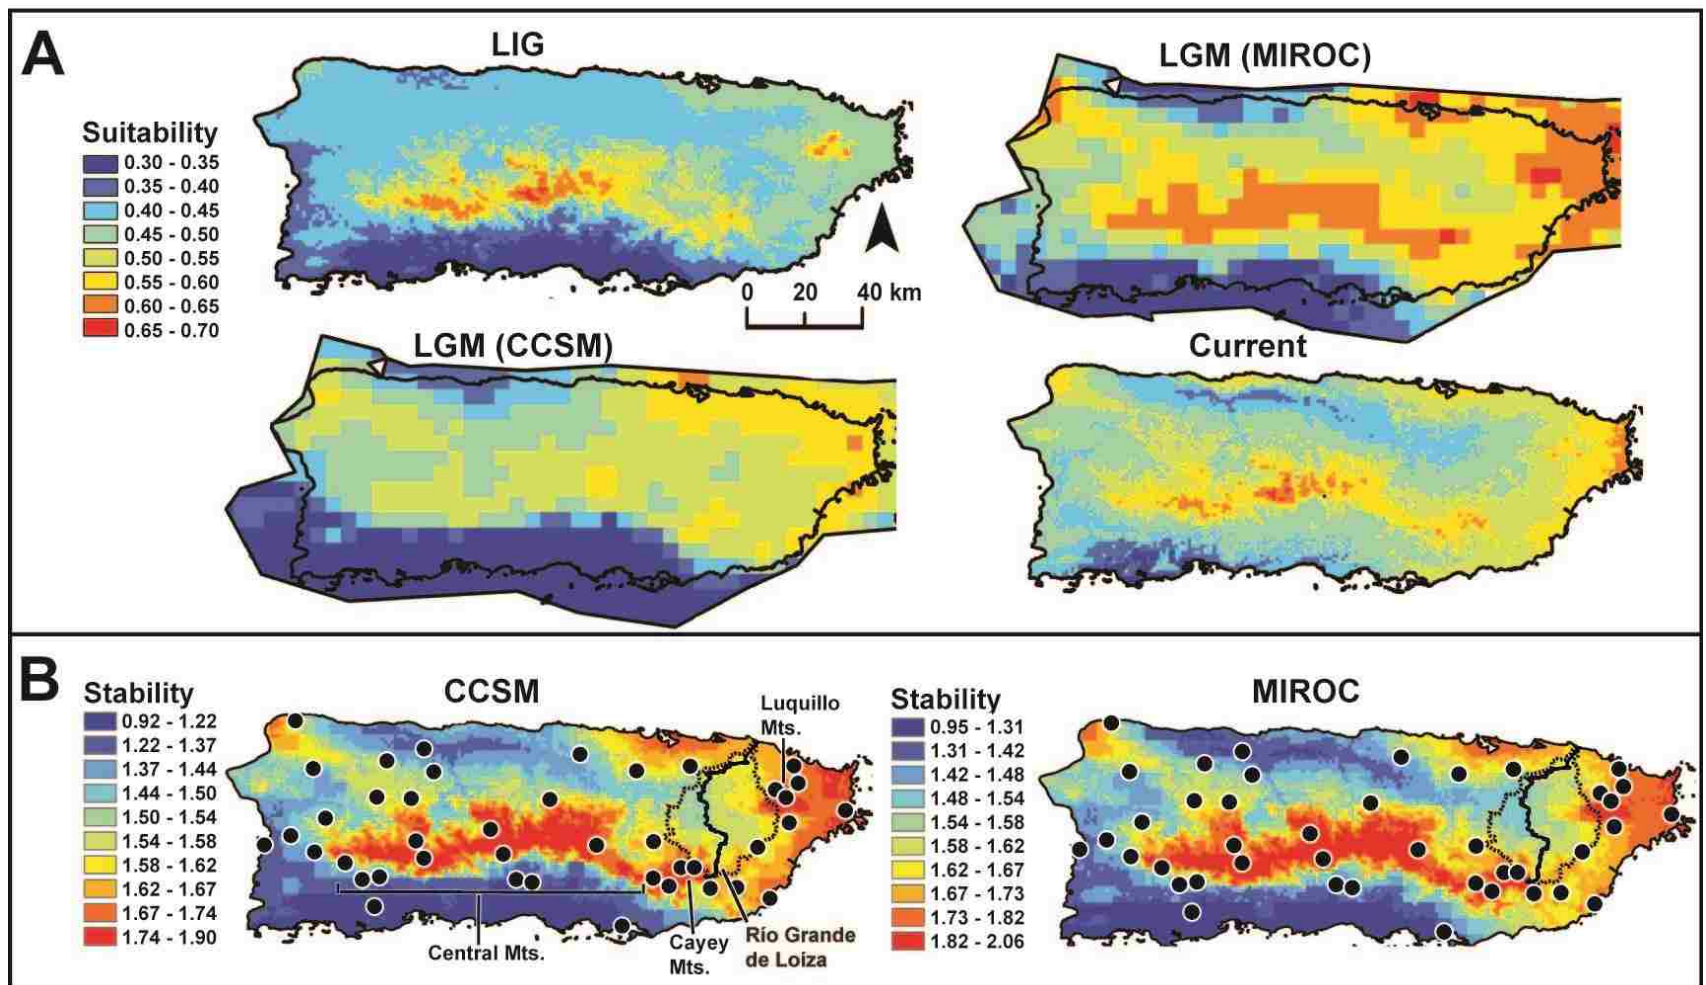 A
LIG
LGM (MIROC)
Suitability
0.30 - 0.35
0.35 - 0.40
0.40 - 0.45
0.45 - 0.50
0.50 - 0.55
0.55 - 0.60
0.60 - 0.65
0.65 - 0.70
0 20 40 km
LGM (CCSM)
Current
B
Stability
0.92 - 1.22
1.22 - 1.37
1.37 - 1.44
1.44 - 1.50
1.50 - 1.54
1.54 - 1.58
1.58 - 1.62
1.62 - 1.67
1.67 - 1.74
1.74 - 1.90
CCSM
Luquillo
Mts.
Central Mts.
Cayey
Mts.
Río Grande
de Loíza
Stability
0.95 - 1.31
1.31 - 1.42
1.42 - 1.48
1.48 - 1.54
1.54 - 1.58
1.58 - 1.62
1.62 - 1.67
1.67 - 1.73
1.73 - 1.82
1.82 - 2.06
MIROC